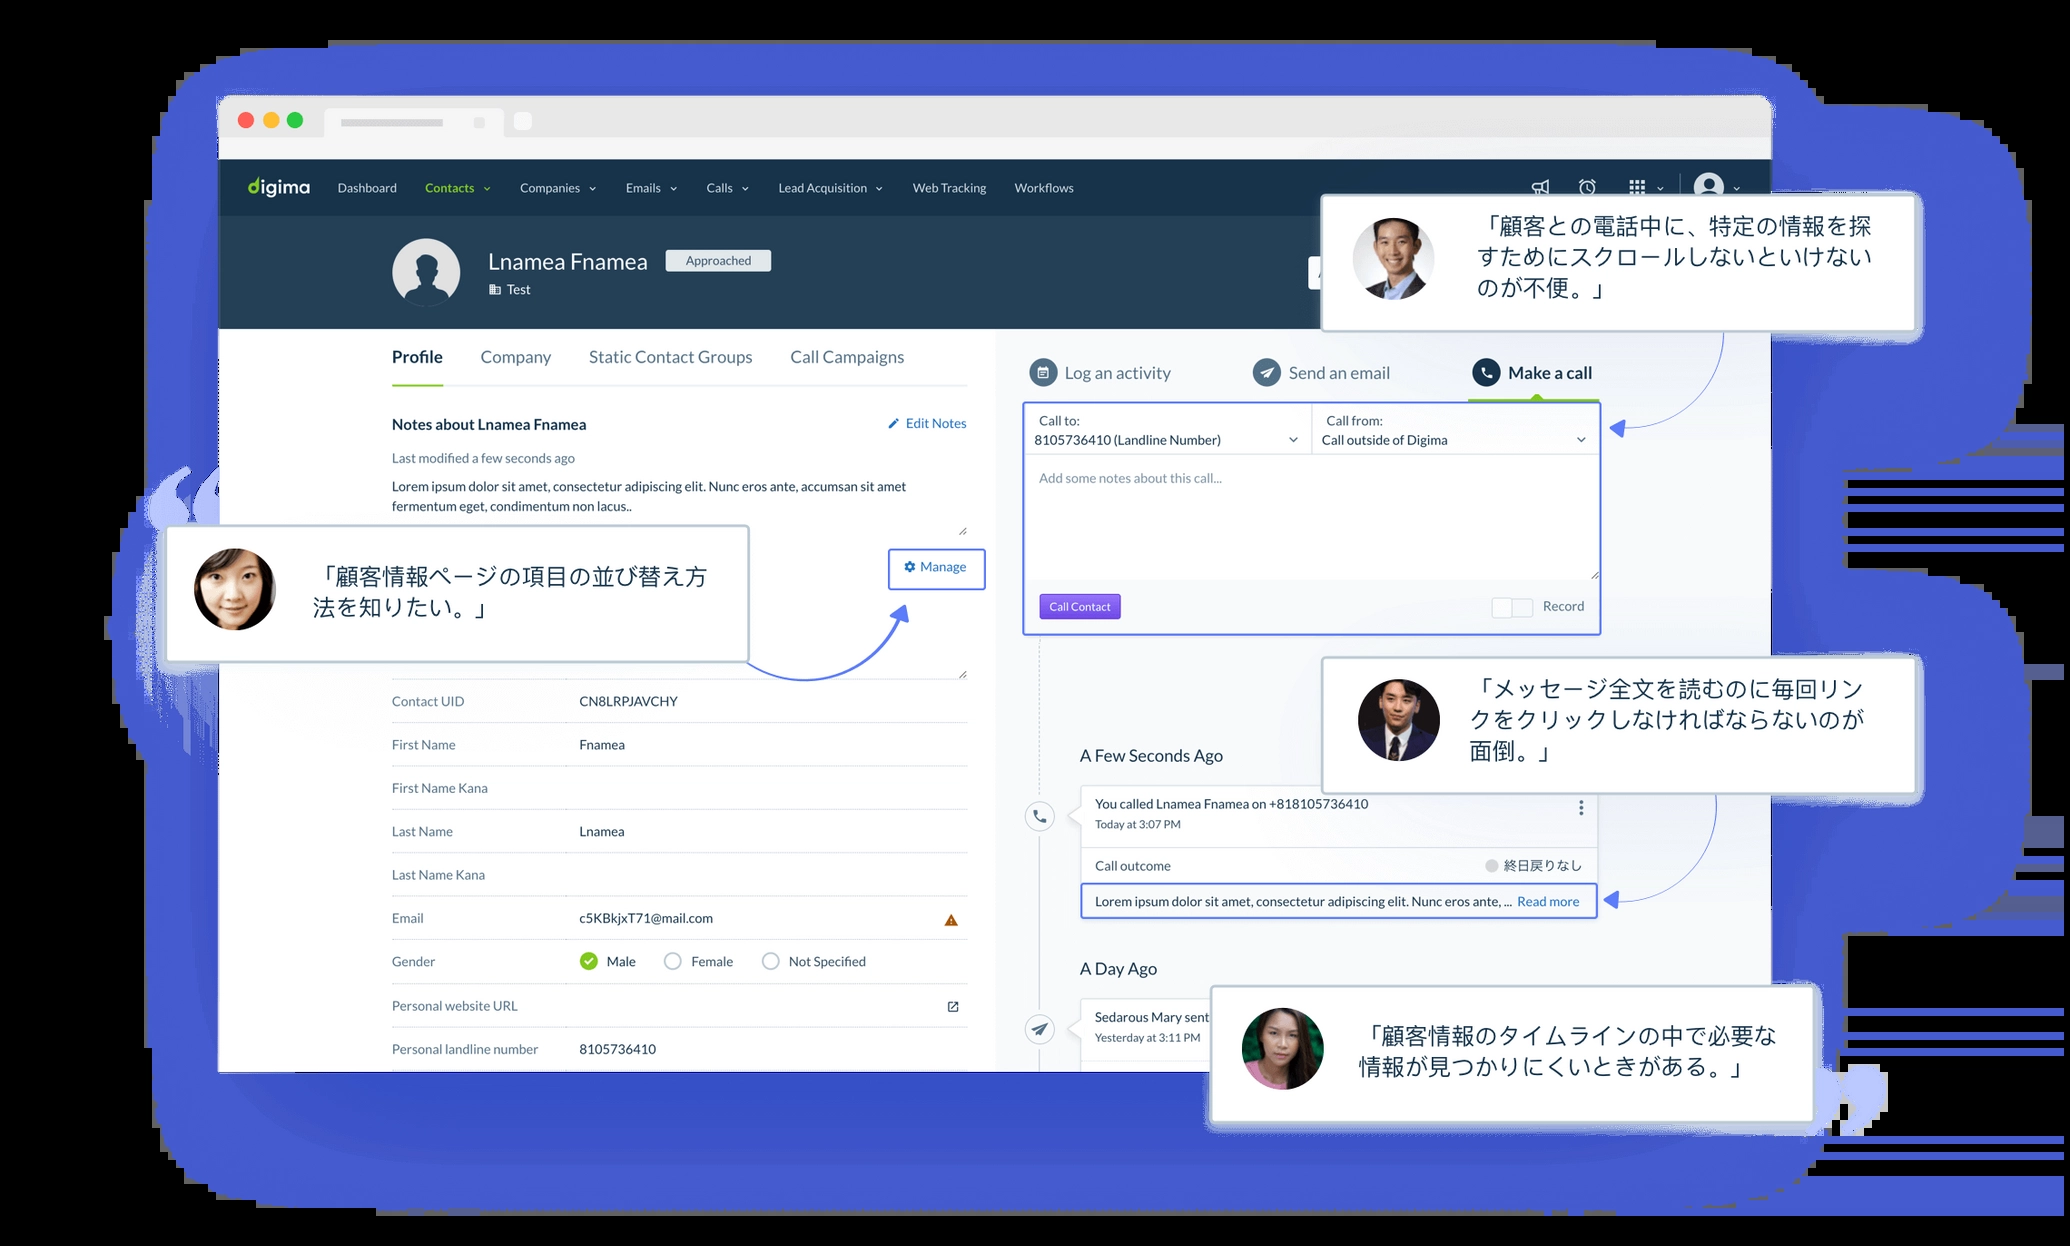 digima
Dashboard
Contacts
Companies
Emails
Calls
Lead Acquisition
Web Tracking
Workflows
Lnamea Fnamea
Approached
Test
「顧客との電話中に、特定の情報を探
すためにスクロールしないといけない
のが不便。」
Profile
Company
Static Contact Groups
Call Campaigns
Notes about Lnamea Fnamea
Edit Notes
Last modified a few seconds ago
Lorem ipsum dolor sit amet, consectetur adipiscing elit. Nunc eros ante, accumsan sit amet
fermentum eget, condimentum non lacus..
「顧客情報ページの項目の並び替え方
法を知りたい。」
Manage
Contact UID
CN8LRPJAVCHY
First Name
Fnamea
First Name Kana
Last Name
Lnamea
Last Name Kana
Email
c5KBkjxT71@mail.com
Gender
Male
Female
Not Specified
Personal website URL
Personal landline number
8105736410
Log an activity
Send an email
Make a call
Call to:
8105736410 (Landline Number)
Call from:
Call outside of Digima
Add some notes about this call...
Call Contact
Record
「メッセージ全文を読むのに毎回リン
クをクリックしなければならないのが
面倒。」
A Few Seconds Ago
You called Lnamea Fnamea on +818105736410
Today at 3:07 PM
Call outcome
終日戻りなし
Lorem ipsum dolor sit amet, consectetur adipiscing elit. Nunc eros ante, ... Read more
A Day Ago
Sedarous Mary sent
Yesterday at 3:11 PM
「顧客情報のタイムラインの中で必要な
情報が見つかりにくいときがある。」